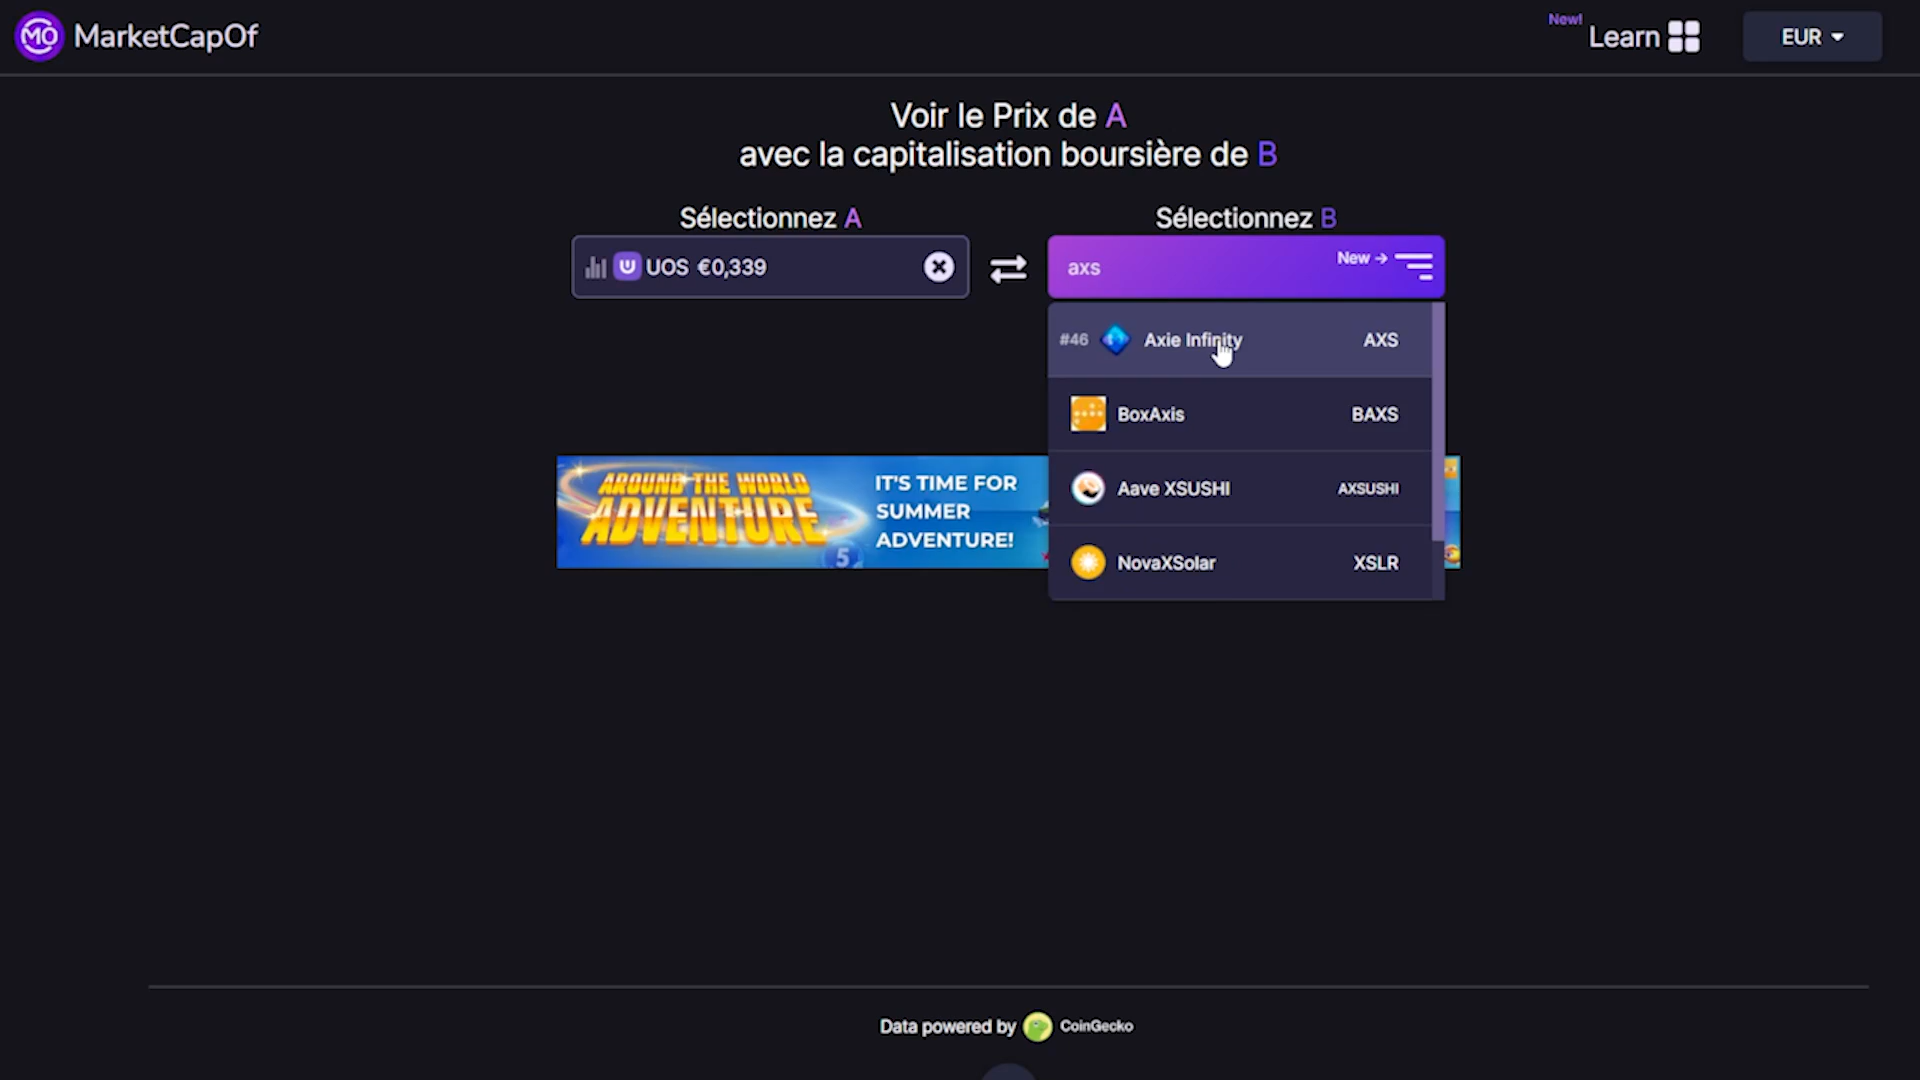 MO MarketCapOf
New!
Learn
EUR
Voir le Prix de A
avec la capitalisation boursière de B
Sélectionnez A
Sélectionnez B
UOS €0,339
axs
New →
#46 Axie Infinity AXS
BoxAxis BAXS
Aave XSUSHI AXSUSHI
NovaXSolar XSLR
AROUND THE WORLD
ADVENTURE
5
IT'S TIME FOR
SUMMER
ADVENTURE!
Data powered by CoinGecko